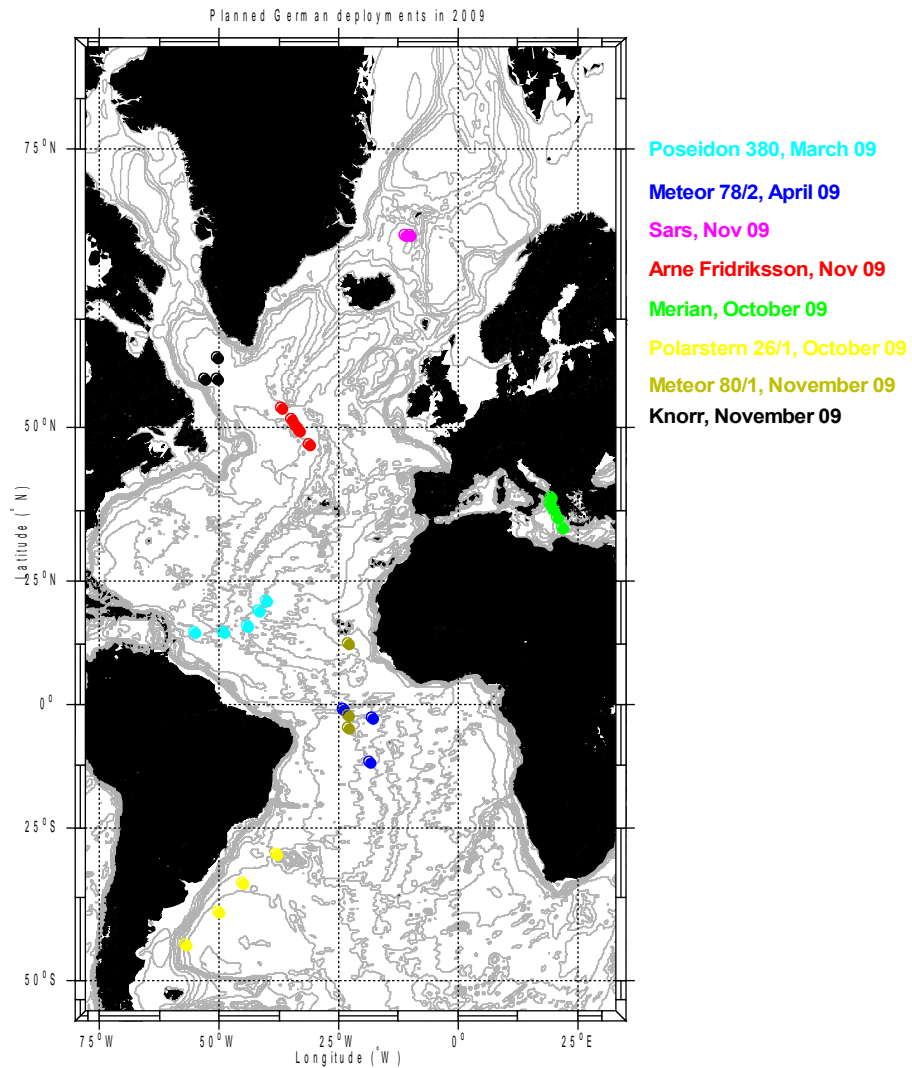 Planned German deployments in 2009
75°N
50°N
25°N
0°
25°S
50°S
Latitude (°N)
75°W
50°W
25°W
0°
25°E
Longitude (°W)
Poseidon 380, March 09
Meteor 78/2, April 09
Sars, Nov 09
Arne Fridriksson, Nov 09
Merian, October 09
Polarstern 26/1, October 09
Meteor 80/1, November 09
Knorr, November 09